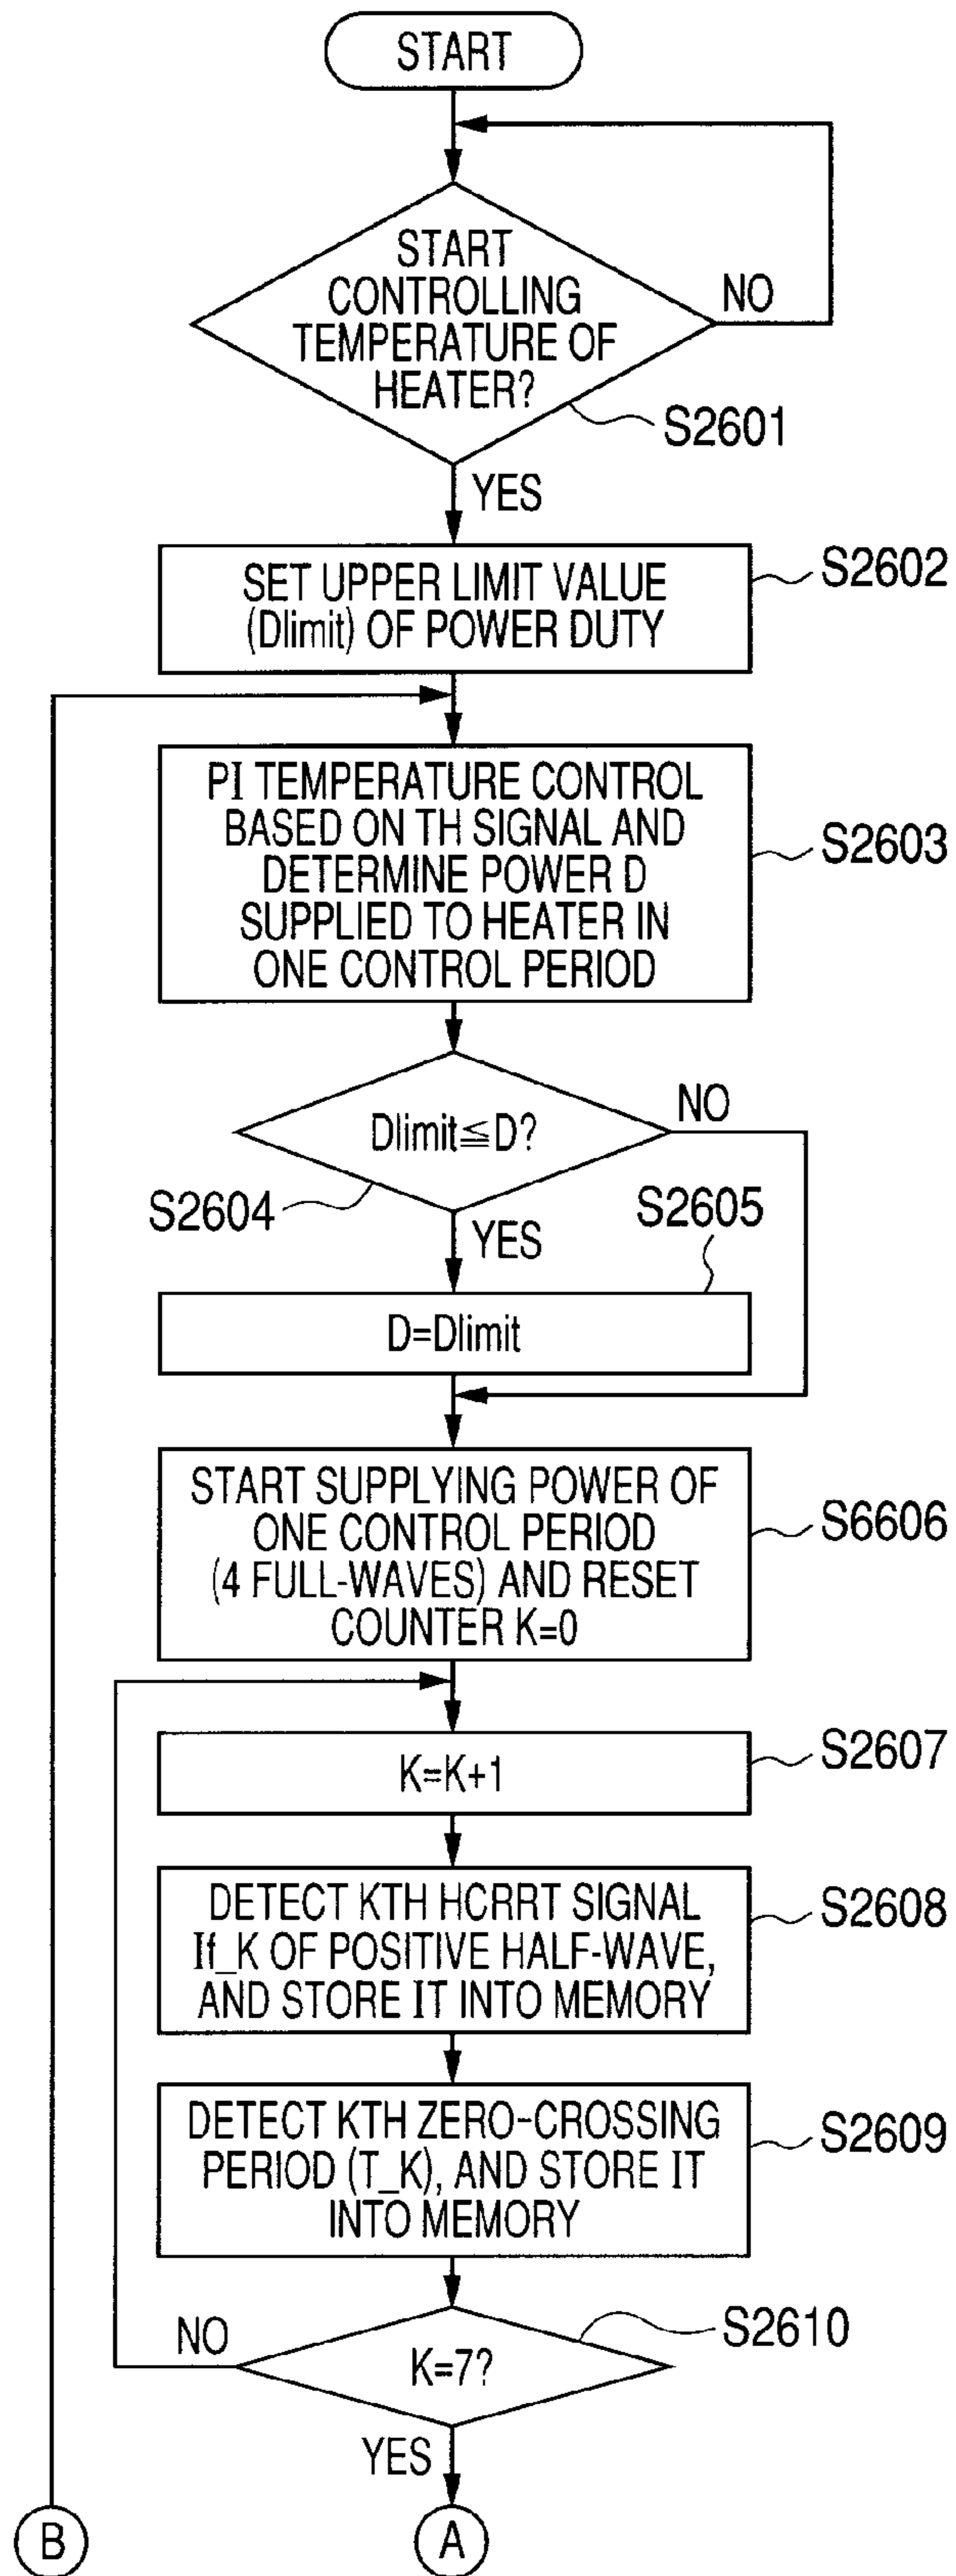 START
START
CONTROLLING
TEMPERATURE OF
HEATER?
NO
S2601
YES
SET UPPER LIMIT VALUE
(Dlimit) OF POWER DUTY
S2602
PI TEMPERATURE CONTROL
BASED ON TH SIGNAL AND
DETERMINE POWER D
SUPPLIED TO HEATER IN
ONE CONTROL PERIOD
S2603
Dlimit≦D?
NO
S2604
YES
S2605
D=Dlimit
START SUPPLYING POWER OF
ONE CONTROL PERIOD
(4 FULL-WAVES) AND RESET
COUNTER K=0
S6606
K=K+1
S2607
DETECT KTH HCRRT SIGNAL
If_K OF POSITIVE HALF-WAVE,
AND STORE IT INTO MEMORY
S2608
DETECT KTH ZERO-CROSSING
PERIOD (T_K), AND STORE IT
INTO MEMORY
S2609
NO
K=7?
S2610
YES
B
A